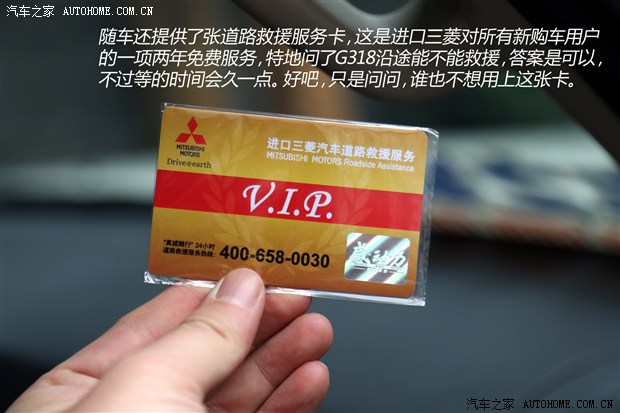 汽车之家 AUTOHOME.COM.CN
随车还提供了张道路救援服务卡，这是进口三菱对所有新购车用户
的一项两年免费服务，特地问了G318沿途能不能救援，答案是可以，
不过等的时间会久一点。好吧，只是问问，谁也不想用上这张卡。
MITSUBISHI
MOTORS
Drive@earth
进口三菱汽车道路救援服务
MITSUBISHI MOTORS Roadside Assistance
V.I.P.
"真诚随行" 24小时
道路救援服务热线：
400-658-0030
汽车之家 AUTOHOME.COM.CN